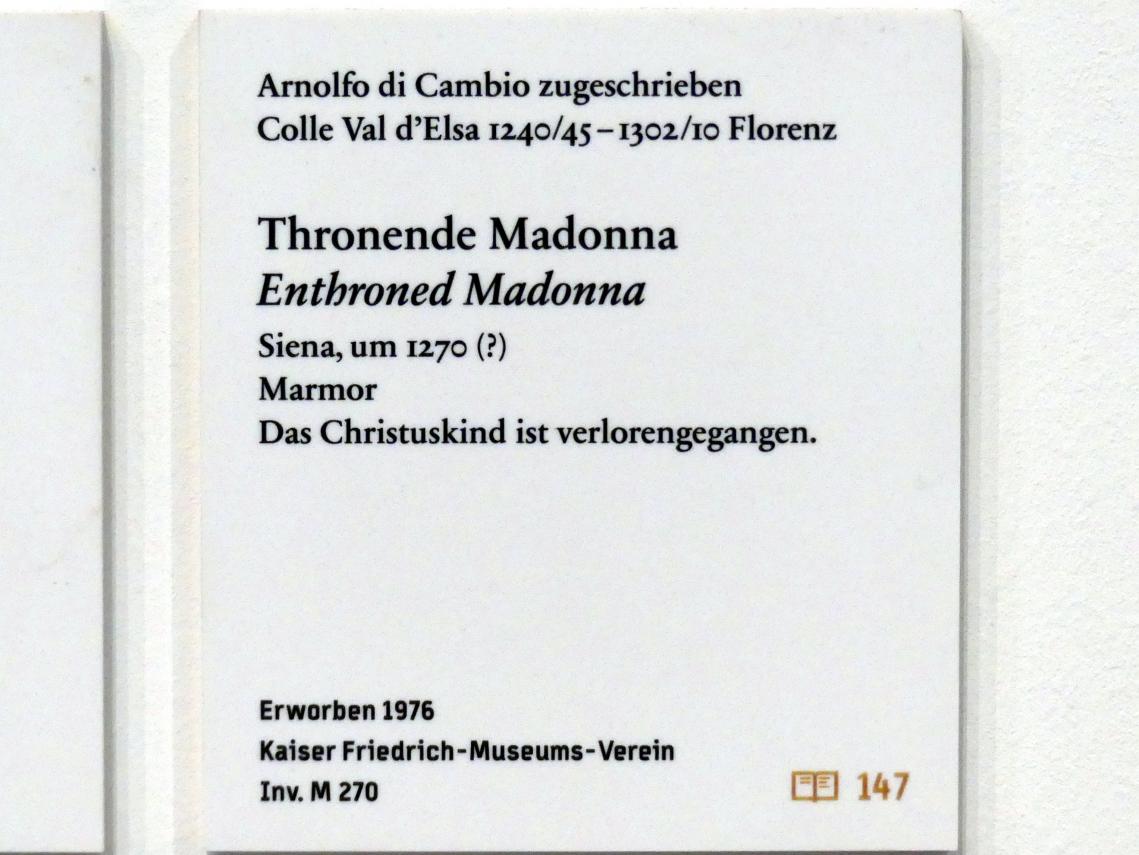 Arnolfo di Cambio zugeschrieben
Colle Val d’Elsa 1240/45 – 1302/10 Florenz
Thronende Madonna
Enthroned Madonna
Siena, um 1270 (?)
Marmor
Das Christuskind ist verlorengegangen.
Erworben 1976
Kaiser Friedrich-Museums-Verein
Inv. M 270
147